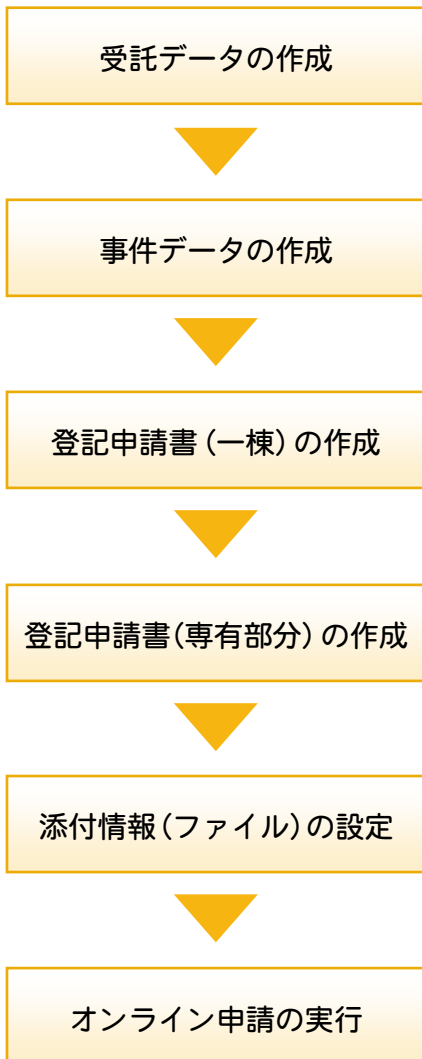 受託データの作成
事件データの作成
登記申請書（一棟）の作成
登記申請書（専有部分）の作成
添付情報（ファイル）の設定
オンライン申請の実行